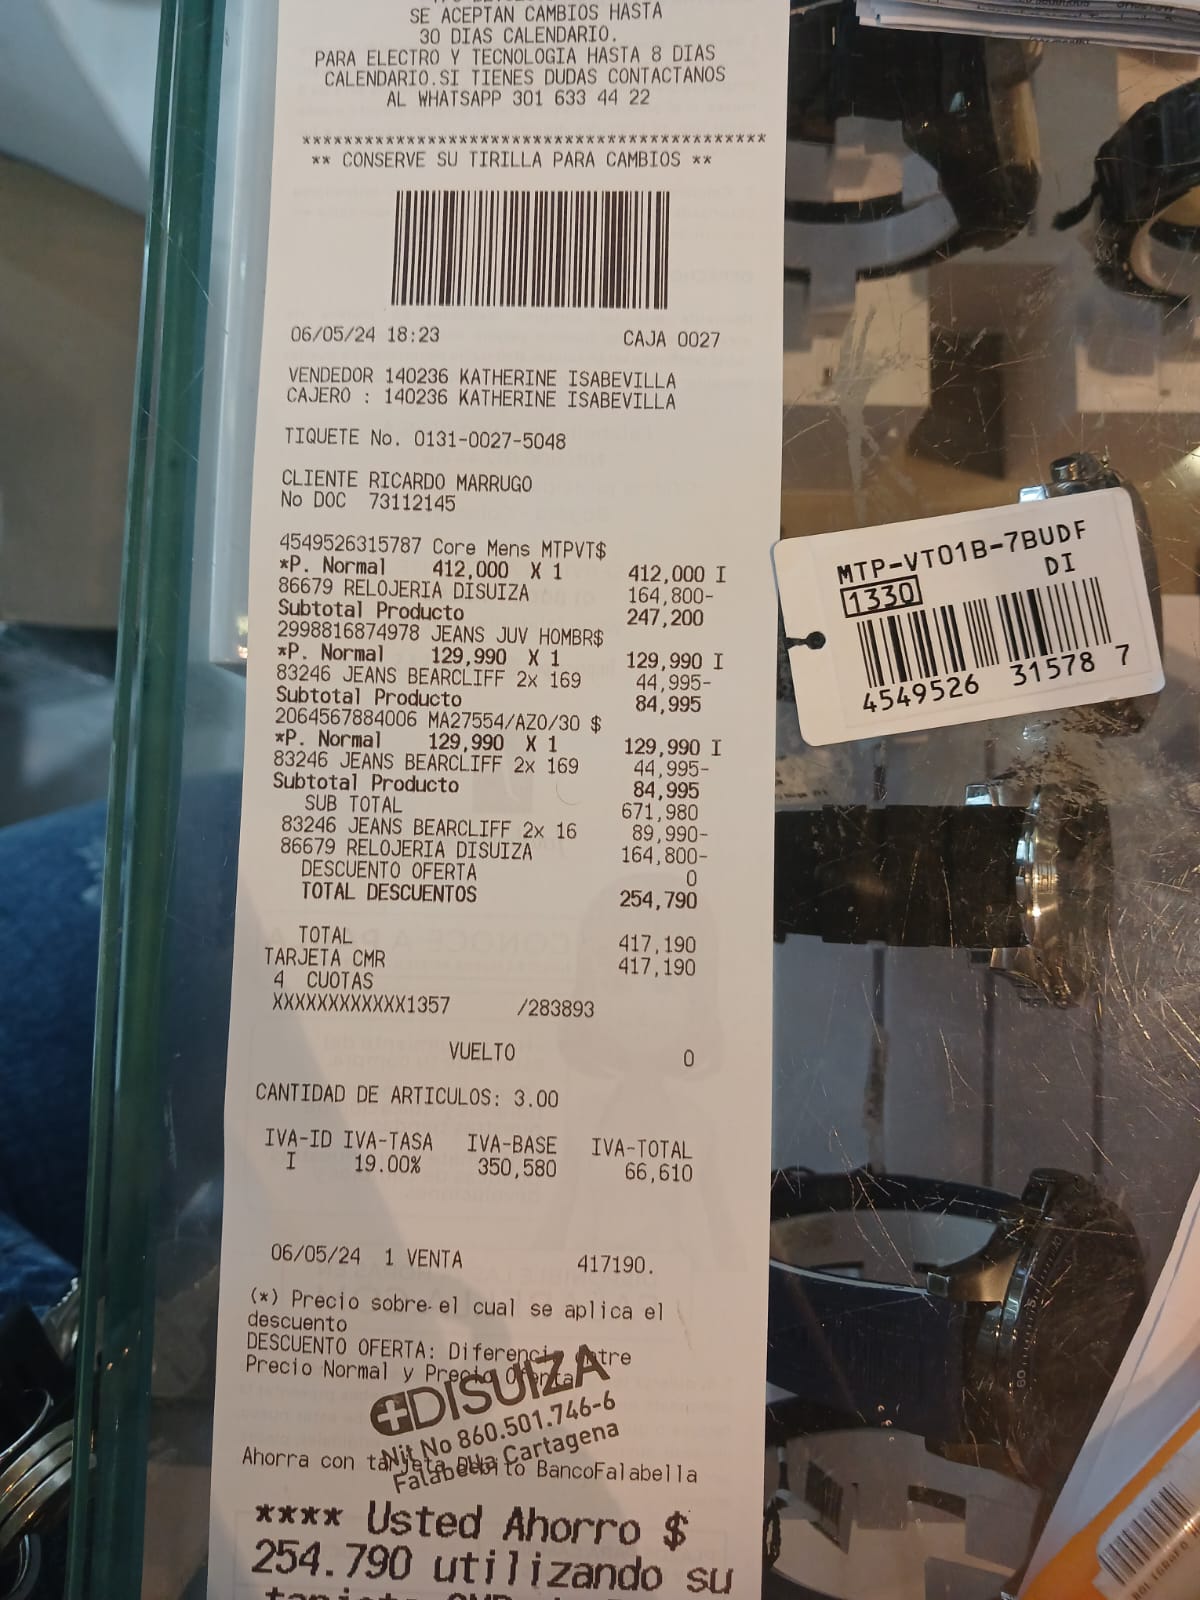 SE ACEPTAN CAMBIOS HASTA
30 DIAS CALENDARIO.
PARA ELECTRO Y TECNOLOGIA HASTA 8 DIAS
CALENDARIO.SI TIENES DUDAS CONTACTANOS
AL WHATSAPP 301 633 44 22
********************************************
** CONSERVE SU TIRILLA PARA CAMBIOS **
06/05/24 18:23 CAJA 0027
VENDEDOR 140236 KATHERINE ISABEVILLA
CAJERO : 140236 KATHERINE ISABEVILLA
TIQUETE No. 0131-0027-5048
CLIENTE RICARDO MARRUGO
No DOC 73112145
4549526315787 Core Mens MTPVT$
*P. Normal 412,000 X 1 412,000 I
86679 RELOJERIA DISUIZA 164,800-
Subtotal Producto 247,200
2998816874978 JEANS JUV HOMBR$
*P. Normal 129,990 X 1 129,990 I
83246 JEANS BEARCLIFF 2x 169 44,995-
Subtotal Producto 84,995
2064567884006 MA27554/AZO/30 $
*P. Normal 129,990 X 1 129,990 I
83246 JEANS BEARCLIFF 2x 169 44,995-
Subtotal Producto 84,995
SUB TOTAL 671,980
83246 JEANS BEARCLIFF 2x 16 89,990-
86679 RELOJERIA DISUIZA 164,800-
DESCUENTO OFERTA 0
TOTAL DESCUENTOS 254,790
TOTAL 417,190
TARJETA CMR 417,190
4 CUOTAS
XXXXXXXXXXXX1357 /283893
VUELTO 0
CANTIDAD DE ARTICULOS: 3.00
IVA-ID IVA-TASA IVA-BASE IVA-TOTAL
I 19.00% 350,580 66,610
06/05/24 1 VENTA 417190.
(*) Precio sobre el cual se aplica el
descuento
DESCUENTO OFERTA: Diferencia entre
Precio Normal y Precio Oferta
DISUIZA
Nit No 860.501.746-6
Falabella Cartagena
Ahorra con tarjeta Debito BancoFalabella
**** Usted Ahorro $
254.790 utilizando su
MTP-VT01B-7BUDF
DI
1330
4549526 31578 7